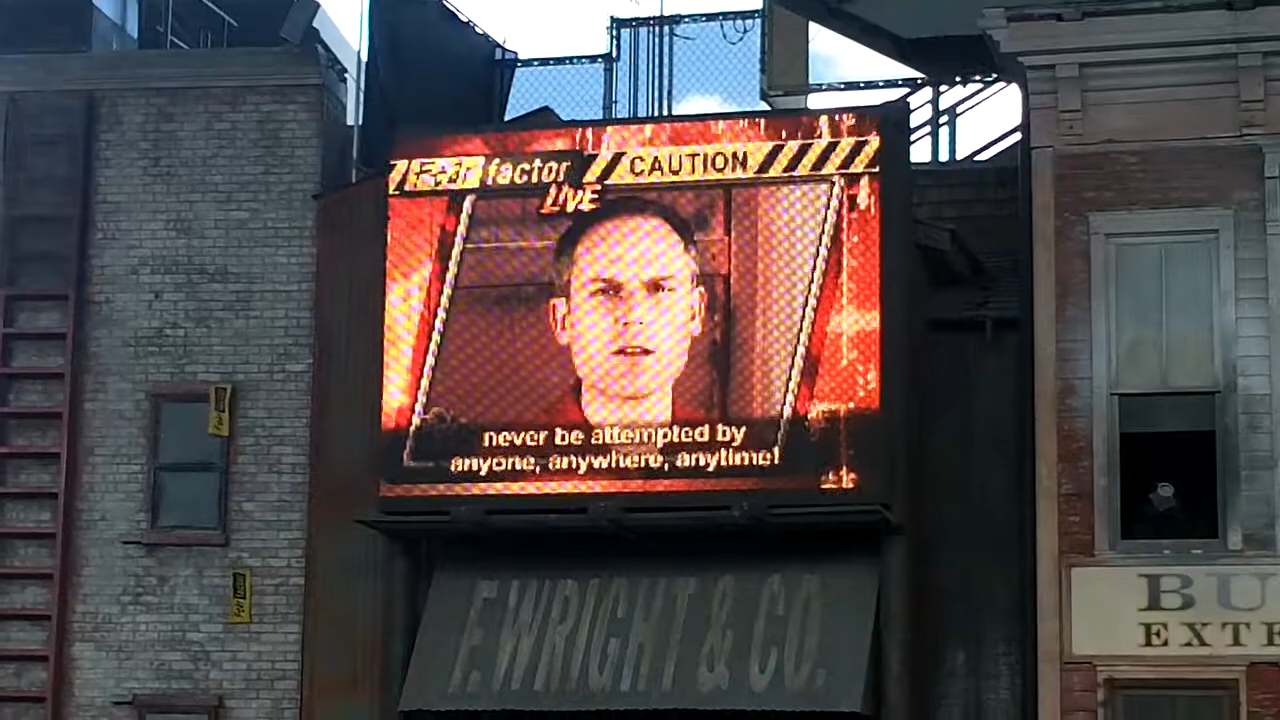 Fear factor
LIVE
CAUTION
never be attempted by
anyone, anywhere, anytime!
F.WRIGHT & CO.
BU
EXTE